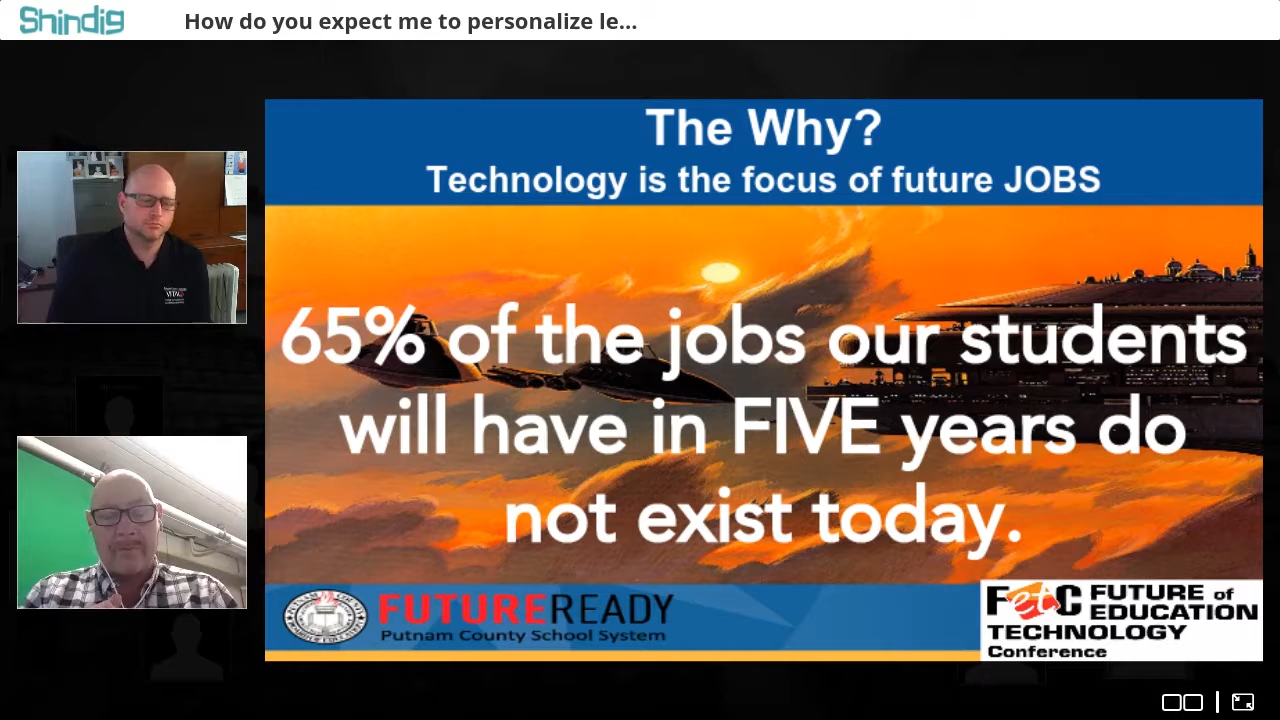 Shindig
How do you expect me to personalize le...
The Why?
Technology is the focus of future JOBS
65% of the jobs our students
will have in FIVE years do
not exist today.
FUTUREREADY
Putnam County School System
FETC FUTURE of
EDUCATION
TECHNOLOGY
Conference